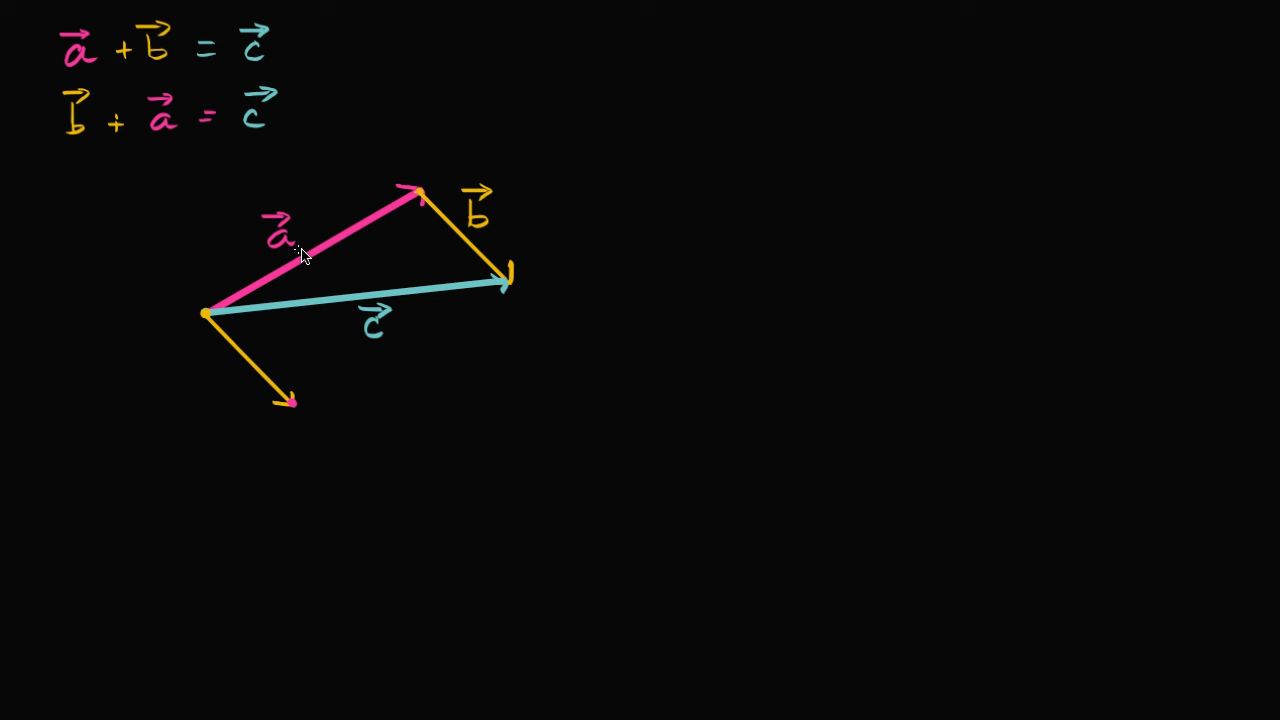 a⃗ + b⃗ = c⃗
b⃗ + a⃗ = c⃗
a⃗
b⃗
c⃗